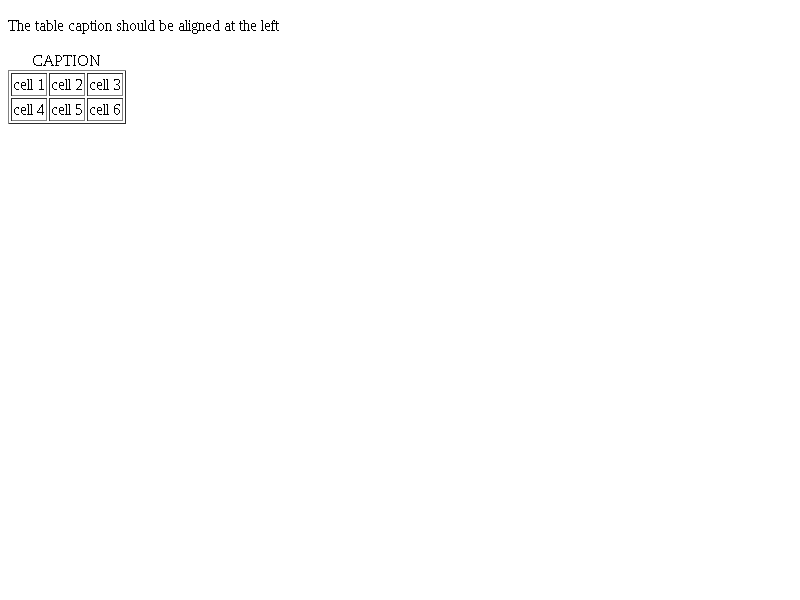 The table caption should be aligned at the left
CAPTION
cell 1 cell 2 cell 3
cell 4 cell 5 cell 6